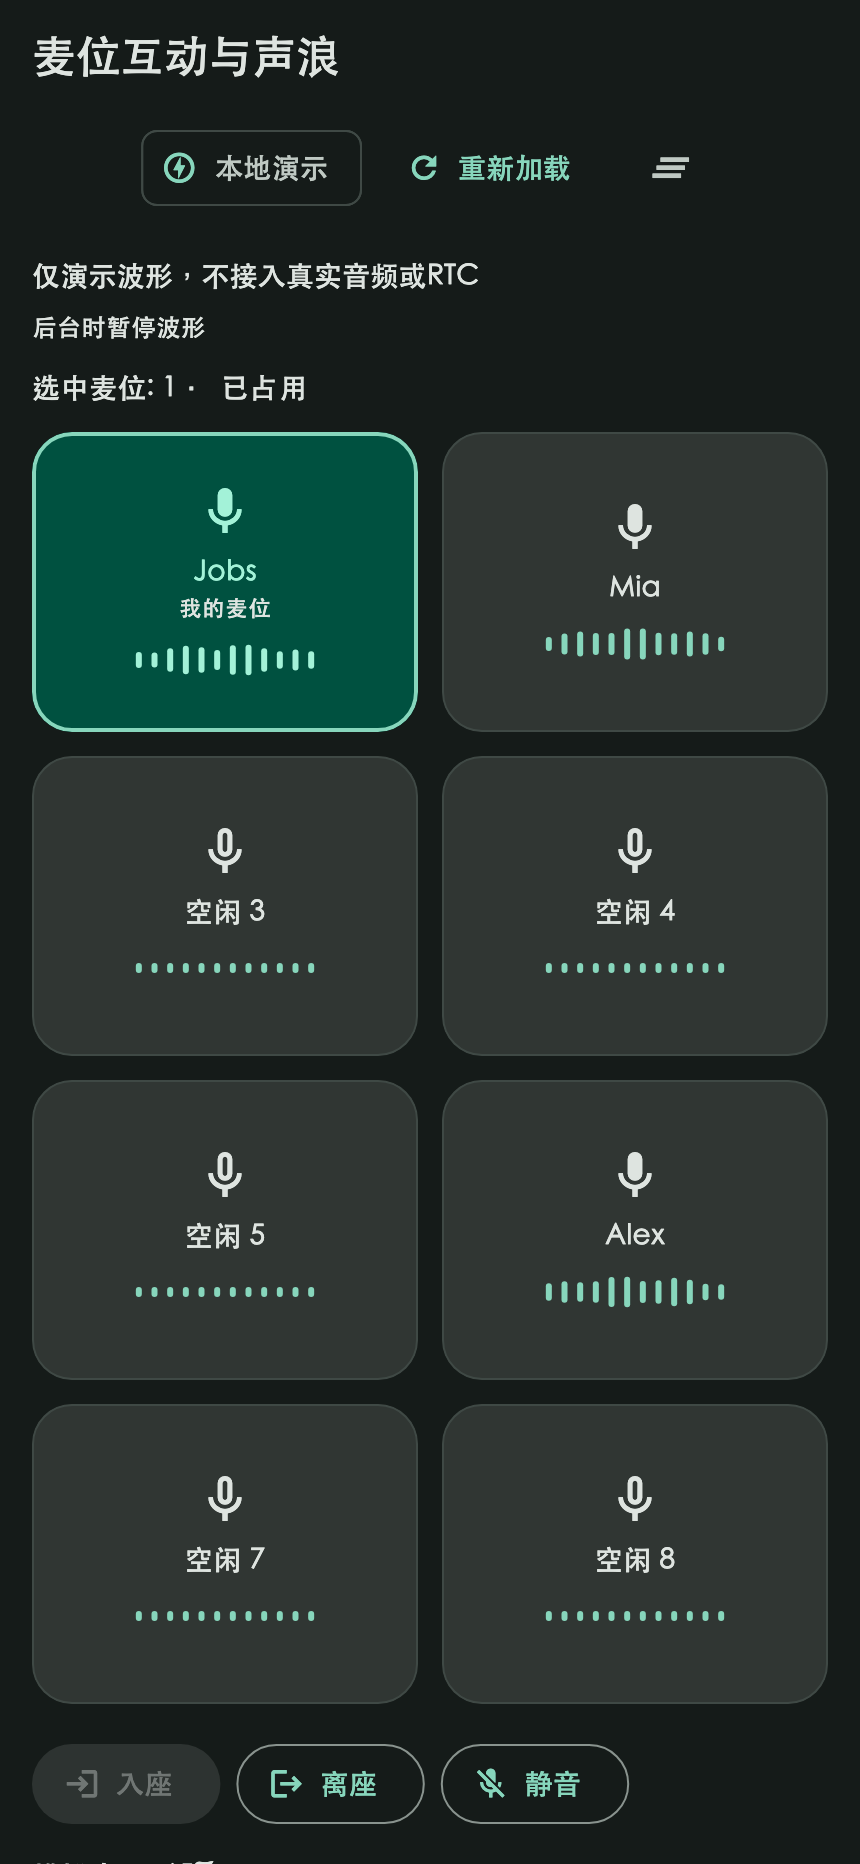 麦位互动与声浪
本地演示
重新加载
仅演示波形，不接入真实音频或RTC
后台时暂停波形
选中麦位: 1 · 已占用
Jobs
我的麦位
Mia
空闲 3
空闲 4
空闲 5
Alex
空闲 7
空闲 8
入座
离座
静音